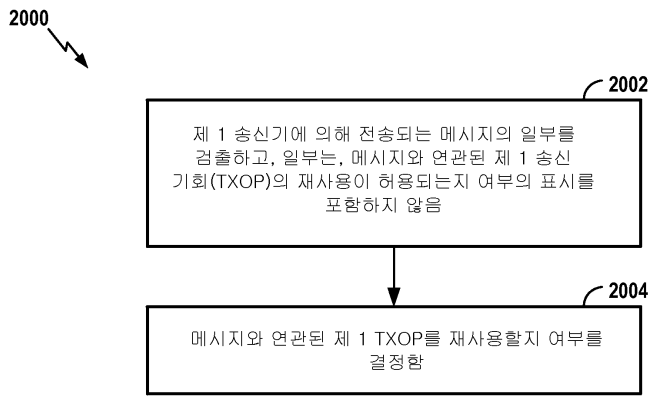 2000
2002
제 1 송신기에 의해 전송되는 메시지의 일부를
검출하고, 일부는, 메시지와 연관된 제 1 송신
기회(TXOP)의 재사용이 허용되는지 여부의 표시를
포함하지 않음
2004
메시지와 연관된 제 1 TXOP를 재사용할지 여부를
결정함